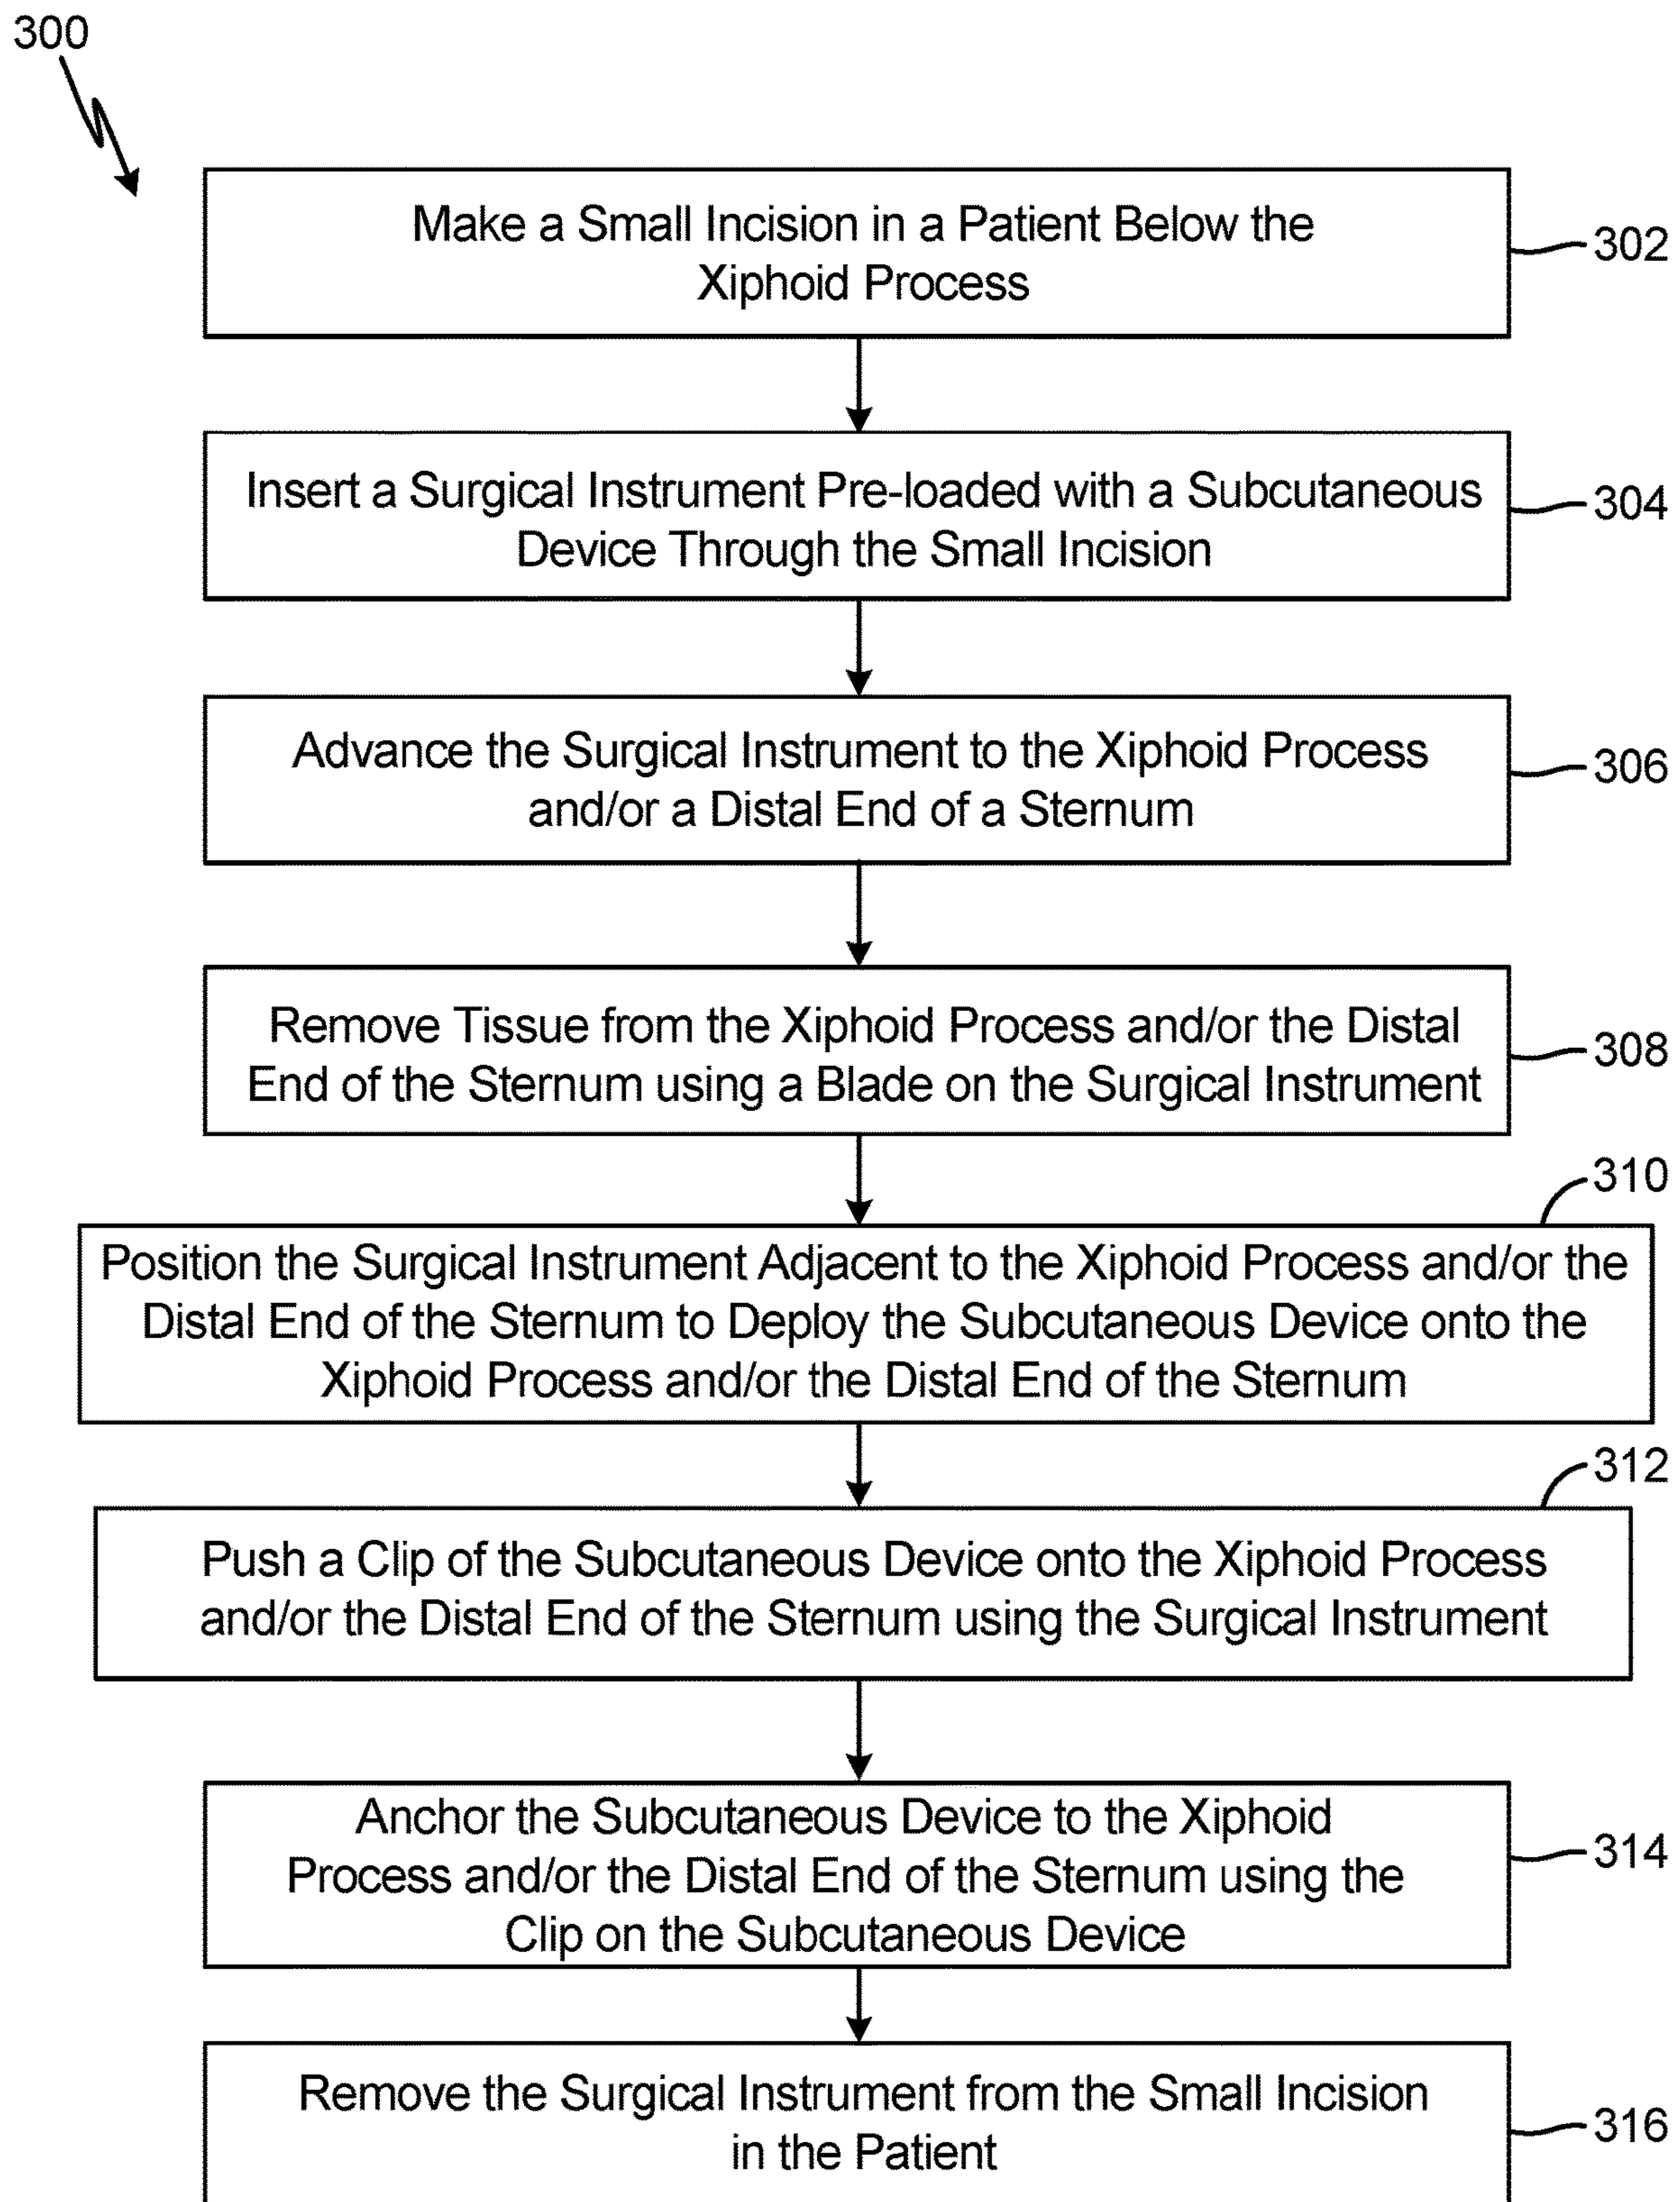 300
Make a Small Incision in a Patient Below the
Xiphoid Process
302
Insert a Surgical Instrument Pre-loaded with a Subcutaneous
Device Through the Small Incision
304
Advance the Surgical Instrument to the Xiphoid Process
and/or a Distal End of a Sternum
306
Remove Tissue from the Xiphoid Process and/or the Distal
End of the Sternum using a Blade on the Surgical Instrument
308
310
Position the Surgical Instrument Adjacent to the Xiphoid Process and/or the
Distal End of the Sternum to Deploy the Subcutaneous Device onto the
Xiphoid Process and/or the Distal End of the Sternum
312
Push a Clip of the Subcutaneous Device onto the Xiphoid Process
and/or the Distal End of the Sternum using the Surgical Instrument
Anchor the Subcutaneous Device to the Xiphoid
Process and/or the Distal End of the Sternum using the
Clip on the Subcutaneous Device
314
Remove the Surgical Instrument from the Small Incision
in the Patient
316